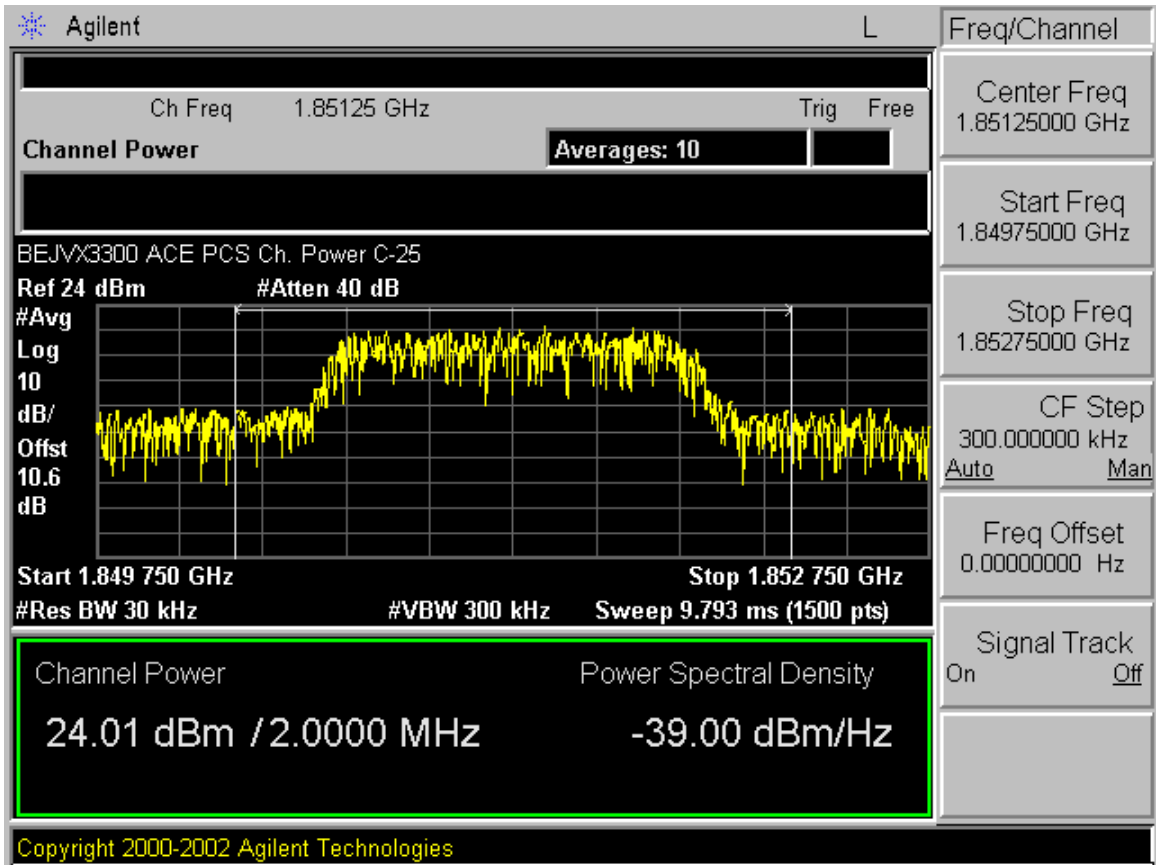 Agilent L
Freq/Channel
Ch Freq 1.85125 GHz Trig Free
Channel Power Averages: 10
BEJVX3300 ACE PCS Ch. Power C-25
Ref 24 dBm #Atten 40 dB
#Avg
Log
10
dB/
Offst
10.6
dB
Start 1.849 750 GHz Stop 1.852 750 GHz
#Res BW 30 kHz #VBW 300 kHz Sweep 9.793 ms (1500 pts)
Channel Power Power Spectral Density
24.01 dBm / 2.0000 MHz -39.00 dBm/Hz
Center Freq
1.85125000 GHz
Start Freq
1.84975000 GHz
Stop Freq
1.85275000 GHz
CF Step
300.000000 kHz
Auto Man
Freq Offset
0.00000000 Hz
Signal Track
On Off
Copyright 2000-2002 Agilent Technologies